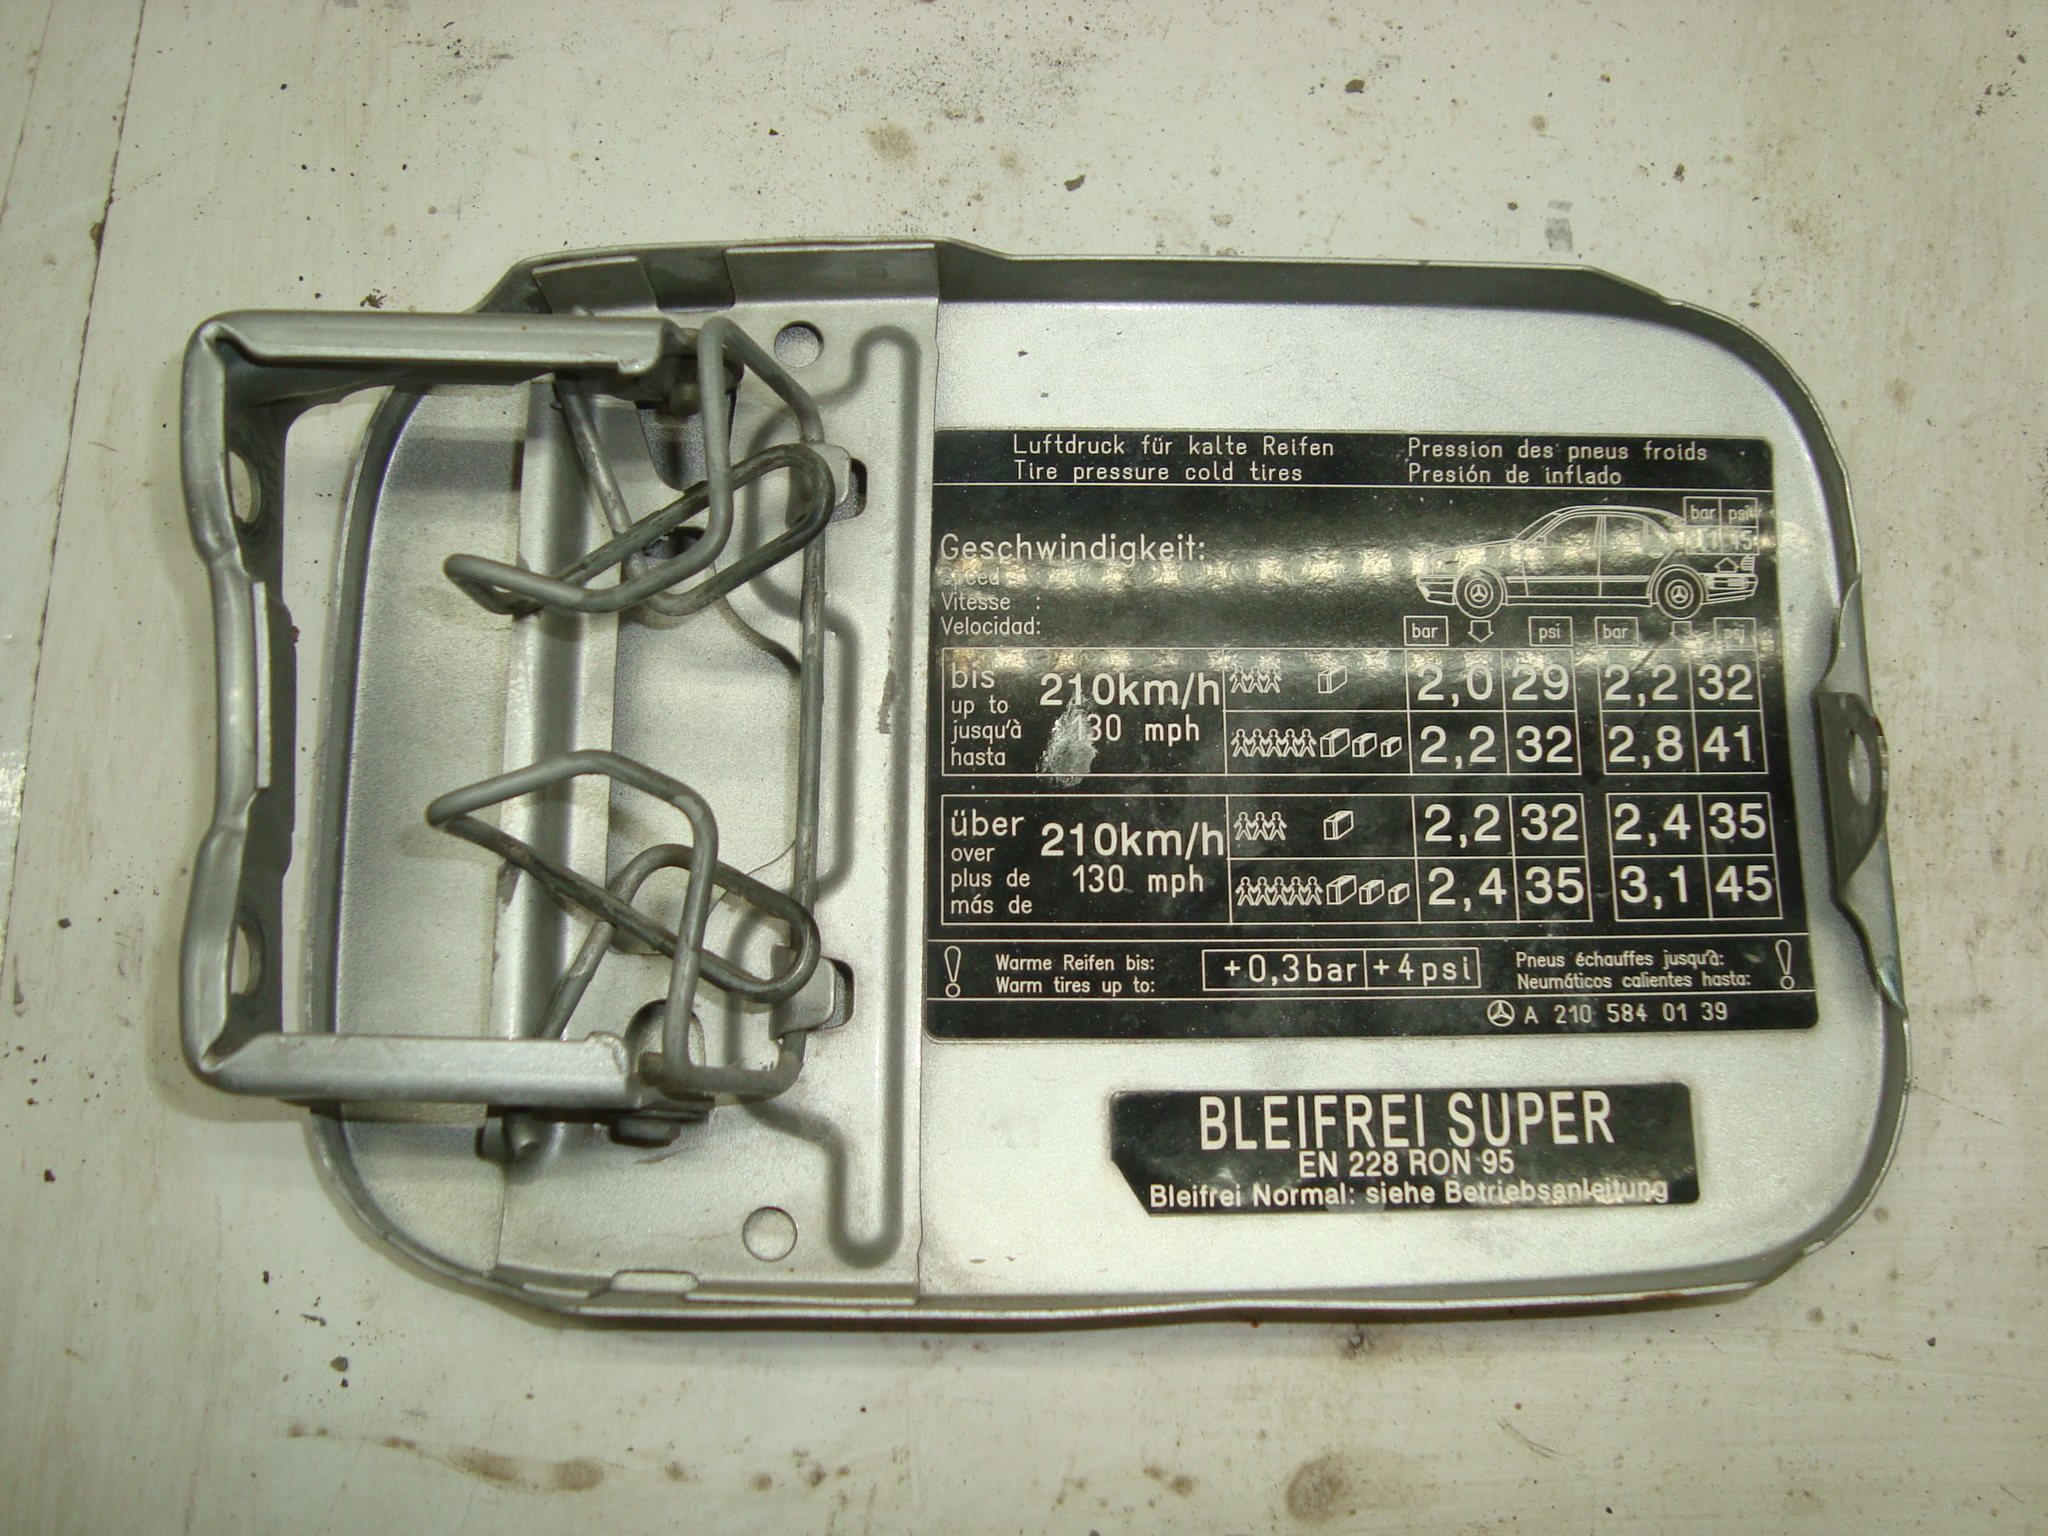 Luftdruck für kalte Reifen
Tire pressure cold tires
Pression des pneus froids
Presión de inflado
bar psi
Geschwindigkeit:
Vitesse :
Velocidad:
bar psi bar psi
bis
up to
jusqu'à
hasta
210km/h
130 mph
2,0 29 2,2 32
2,2 32 2,8 41
über
over
plus de
más de
210km/h
130 mph
2,2 32 2,4 35
2,4 35 3,1 45
! Warme Reifen bis:
Warm tires up to:
+0,3bar +4psi
Pneus échauffes jusqu'à: !
Neumáticos calientes hasta:
A 210 584 01 39
BLEIFREI SUPER
EN 228 RON 95
Bleifrei Normal: siehe Betriebsanleitung